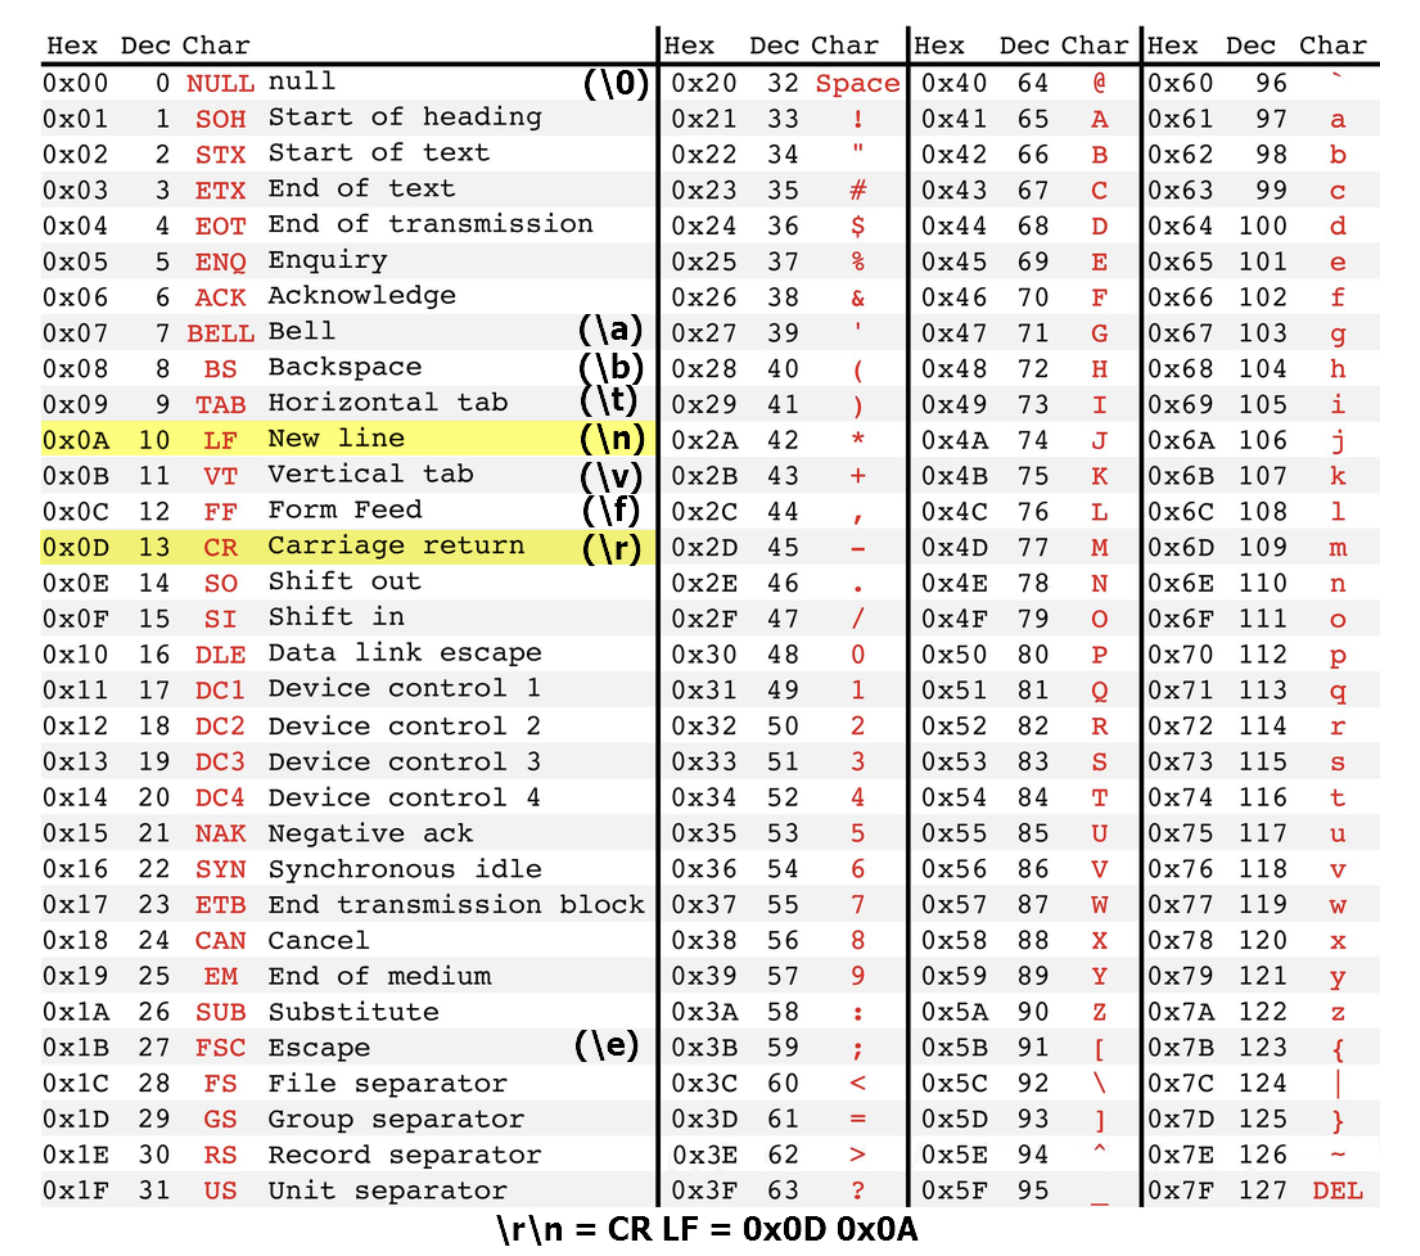 Hex Dec Char Hex Dec Char Hex Dec Char Hex Dec Char
0x00 0 NULL null (\0) 0x20 32 Space 0x40 64 @ 0x60 96 `
0x01 1 SOH Start of heading 0x21 33 ! 0x41 65 A 0x61 97 a
0x02 2 STX Start of text 0x22 34 " 0x42 66 B 0x62 98 b
0x03 3 ETX End of text 0x23 35 # 0x43 67 C 0x63 99 c
0x04 4 EOT End of transmission 0x24 36 $ 0x44 68 D 0x64 100 d
0x05 5 ENQ Enquiry 0x25 37 % 0x45 69 E 0x65 101 e
0x06 6 ACK Acknowledge 0x26 38 & 0x46 70 F 0x66 102 f
0x07 7 BELL Bell (\a) 0x27 39 ' 0x47 71 G 0x67 103 g
0x08 8 BS Backspace (\b) 0x28 40 ( 0x48 72 H 0x68 104 h
0x09 9 TAB Horizontal tab (\t) 0x29 41 ) 0x49 73 I 0x69 105 i
0x0A 10 LF New line (\n) 0x2A 42 * 0x4A 74 J 0x6A 106 j
0x0B 11 VT Vertical tab (\v) 0x2B 43 + 0x4B 75 K 0x6B 107 k
0x0C 12 FF Form Feed (\f) 0x2C 44 , 0x4C 76 L 0x6C 108 l
0x0D 13 CR Carriage return (\r) 0x2D 45 - 0x4D 77 M 0x6D 109 m
0x0E 14 SO Shift out 0x2E 46 . 0x4E 78 N 0x6E 110 n
0x0F 15 SI Shift in 0x2F 47 / 0x4F 79 O 0x6F 111 o
0x10 16 DLE Data link escape 0x30 48 0 0x50 80 P 0x70 112 p
0x11 17 DC1 Device control 1 0x31 49 1 0x51 81 Q 0x71 113 q
0x12 18 DC2 Device control 2 0x32 50 2 0x52 82 R 0x72 114 r
0x13 19 DC3 Device control 3 0x33 51 3 0x53 83 S 0x73 115 s
0x14 20 DC4 Device control 4 0x34 52 4 0x54 84 T 0x74 116 t
0x15 21 NAK Negative ack 0x35 53 5 0x55 85 U 0x75 117 u
0x16 22 SYN Synchronous idle 0x36 54 6 0x56 86 V 0x76 118 v
0x17 23 ETB End transmission block 0x37 55 7 0x57 87 W 0x77 119 w
0x18 24 CAN Cancel 0x38 56 8 0x58 88 X 0x78 120 x
0x19 25 EM End of medium 0x39 57 9 0x59 89 Y 0x79 121 y
0x1A 26 SUB Substitute 0x3A 58 : 0x5A 90 Z 0x7A 122 z
0x1B 27 FSC Escape (\e) 0x3B 59 ; 0x5B 91 [ 0x7B 123 {
0x1C 28 FS File separator 0x3C 60 < 0x5C 92 \ 0x7C 124 |
0x1D 29 GS Group separator 0x3D 61 = 0x5D 93 ] 0x7D 125 }
0x1E 30 RS Record separator 0x3E 62 > 0x5E 94 ^ 0x7E 126 ~
0x1F 31 US Unit separator 0x3F 63 ? 0x5F 95 _ 0x7F 127 DEL
\r\n = CR LF = 0x0D 0x0A